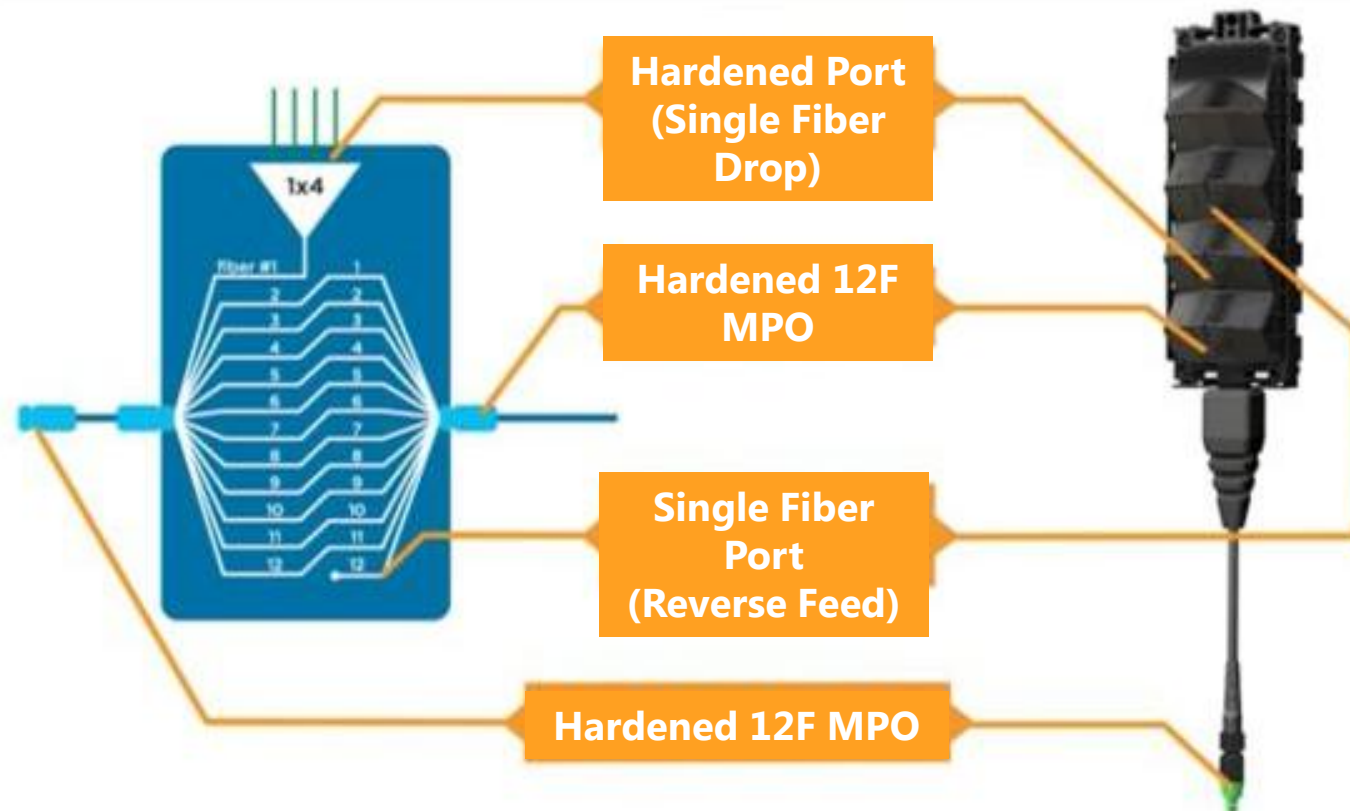 Hardened Port
(Single Fiber
Drop)
1x4
Hardened 12F
MPO
fiber #1 1
2 2
3 3
4 4
5 5
6 6
7 7
8 8
9 9
10 10
11 11
12 12
Single Fiber
Port
(Reverse Feed)
Hardened 12F MPO